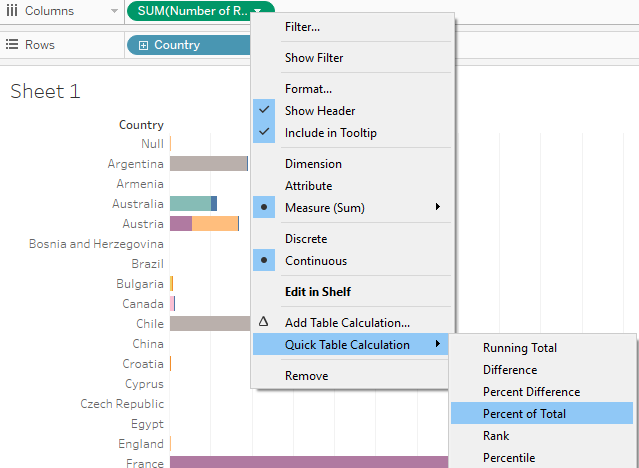 Columns
SUM(Number of R..
Rows
Country
Sheet 1
Country
Null
Argentina
Armenia
Australia
Austria
Bosnia and Herzegovina
Brazil
Bulgaria
Canada
Chile
China
Croatia
Cyprus
Czech Republic
Egypt
England
France
Filter...
Show Filter
Format...
Show Header
Include in Tooltip
Dimension
Attribute
Measure (Sum)
Discrete
Continuous
Edit in Shelf
Add Table Calculation...
Quick Table Calculation
Remove
Running Total
Difference
Percent Difference
Percent of Total
Rank
Percentile